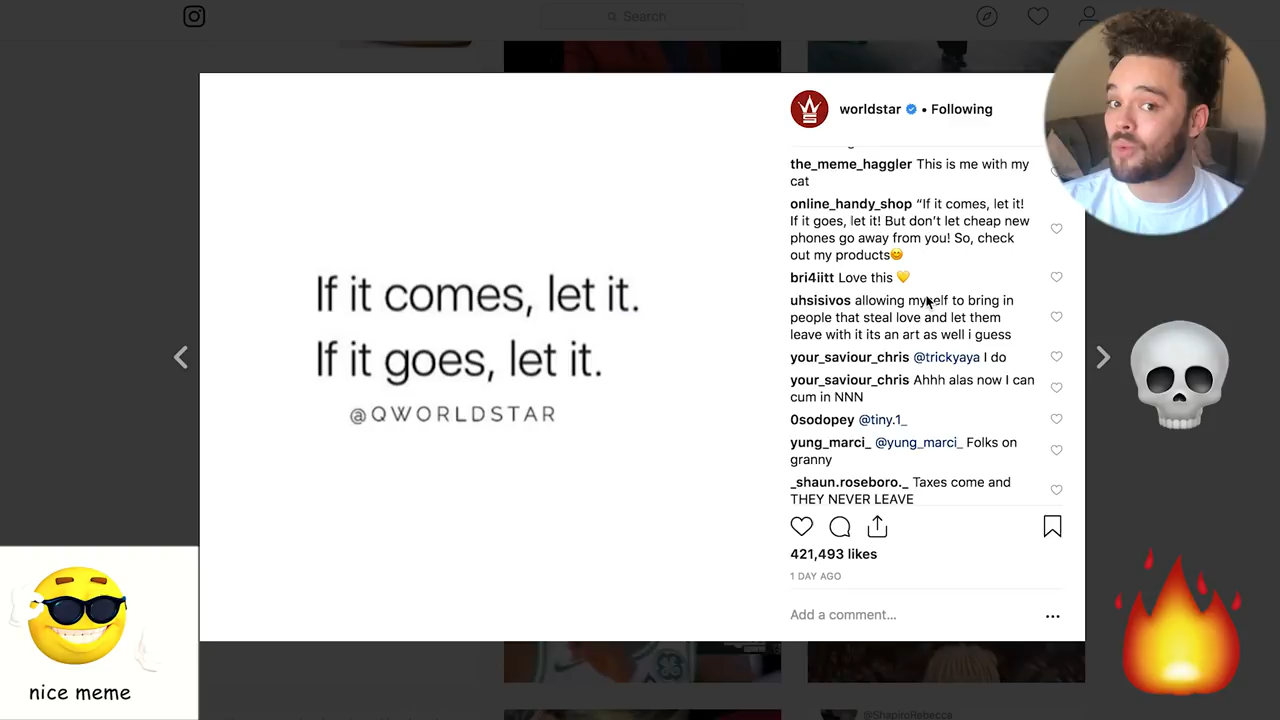 Search
worldstar • Following
the_meme_haggler This is me with my
cat
online_handy_shop “If it comes, let it!
If it goes, let it! But don’t let cheap new
phones go away from you! So, check
out my products😊
bri4iitt Love this 💛
uhsisivos allowing myself to bring in
people that steal love and let them
leave with it its an art as well i guess
your_saviour_chris @trickyaya I do
your_saviour_chris Ahhh alas now I can
cum in NNN
0sodopey @tiny.1_
yung_marci_ @yung_marci_ Folks on
granny
_shaun.roseboro._ Taxes come and
THEY NEVER LEAVE
421,493 likes
1 DAY AGO
Add a comment...
If it comes, let it.
If it goes, let it.
@QWORLDSTAR
nice meme
@ShapiroRebecca